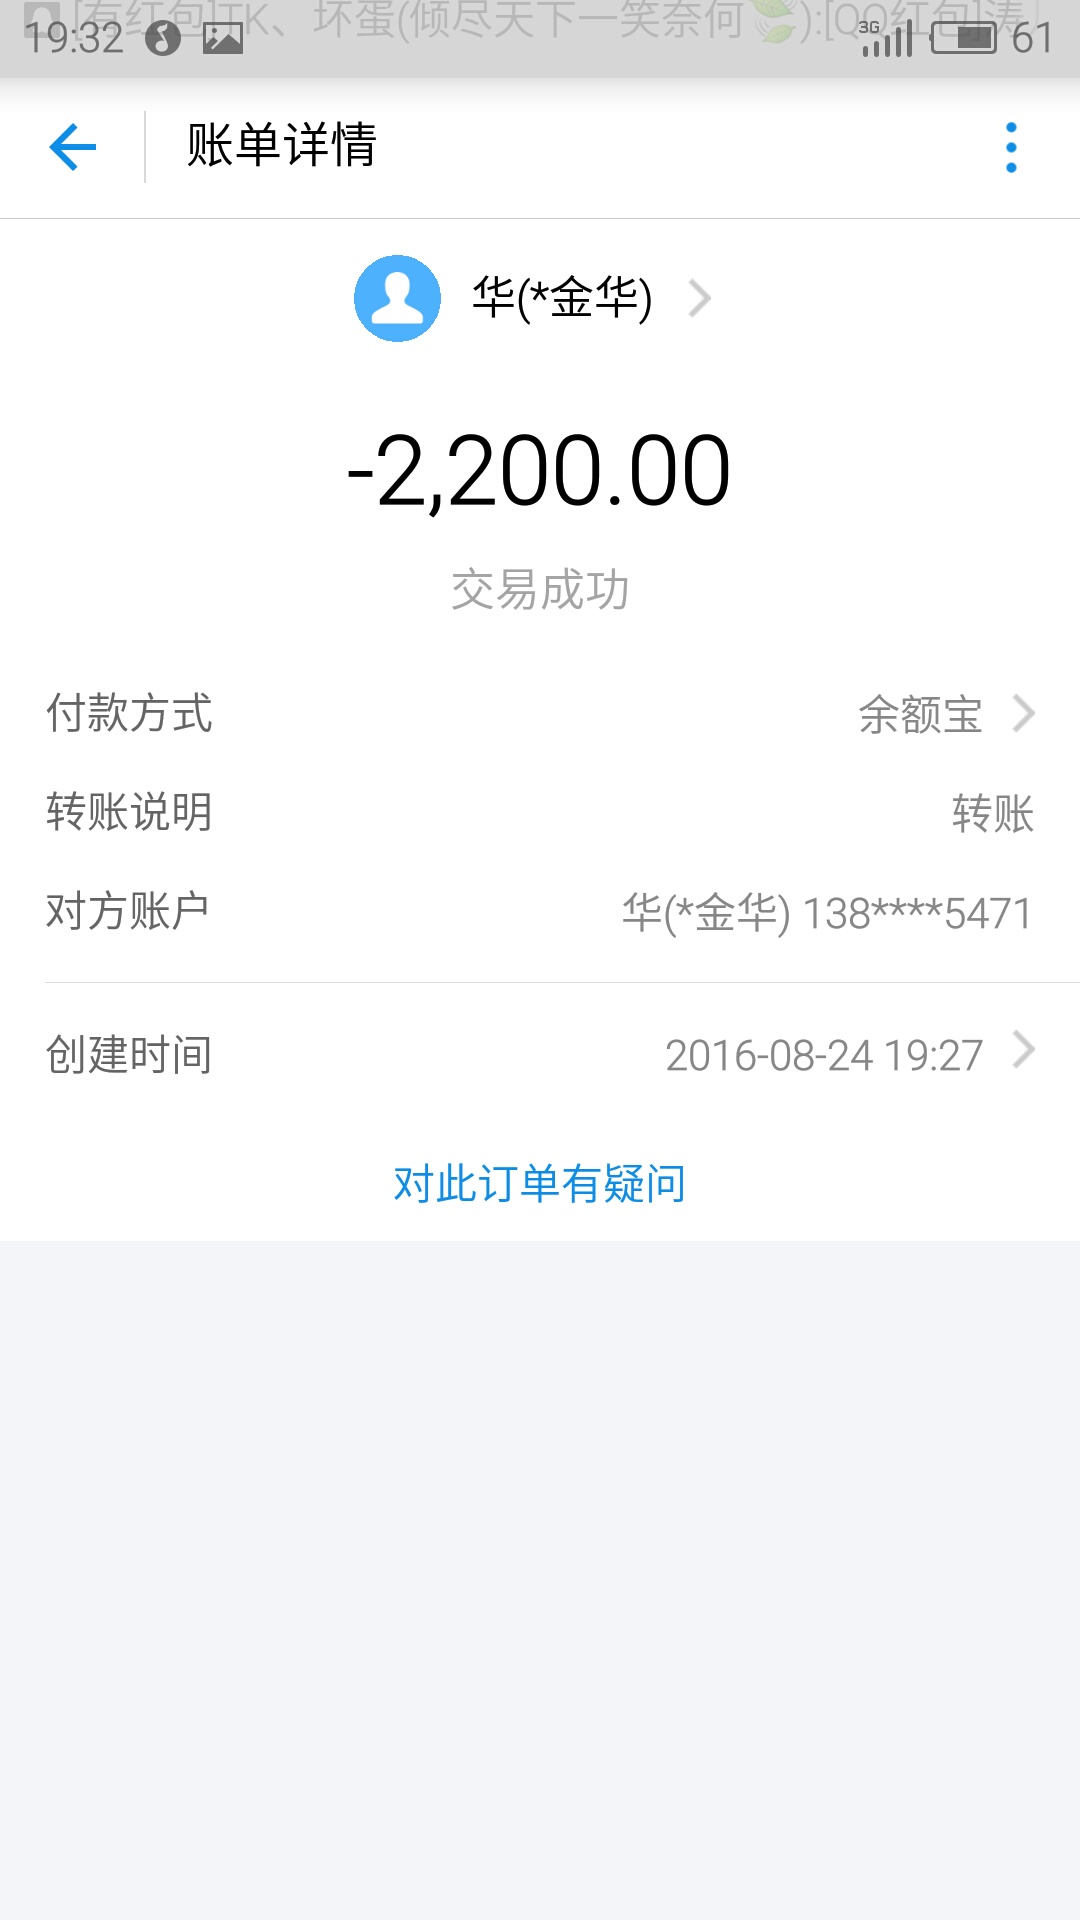 [有红包]TK、坏蛋(倾尽天下一笑奈何):[QQ红包]涛
19:32 3G 61
账单详情
华(*金华)
-2,200.00
交易成功
付款方式 余额宝
转账说明 转账
对方账户 华(*金华) 138****5471
创建时间 2016-08-24 19:27
对此订单有疑问